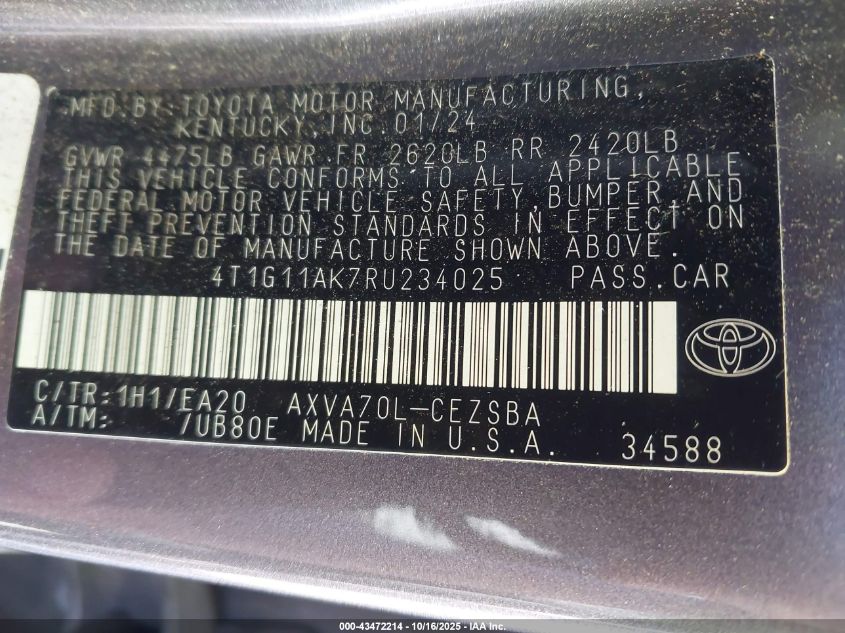 MFD.BY:TOYOTA MOTOR MANUFACTURING,
KENTUCKY,INC.01/24
GVWR 4475LB GAWR FR 2620LB RR 2420LB
THIS VEHICLE CONFORMS TO ALL APPLICABLE
FEDERAL MOTOR VEHICLE SAFETY,BUMPER,AND
THEFT PREVENTION STANDARDS IN EFFECT ON
THE DATE OF MANUFACTURE SHOWN ABOVE.
4T1G11AK7RU234025 PASS.CAR
C/TR:1H1/EA20 AXVA70L-CEZSBA
A/TM: /UB80E MADE IN U.S.A. 34588
000-43472214 - 10/16/2025 - IAA Inc.